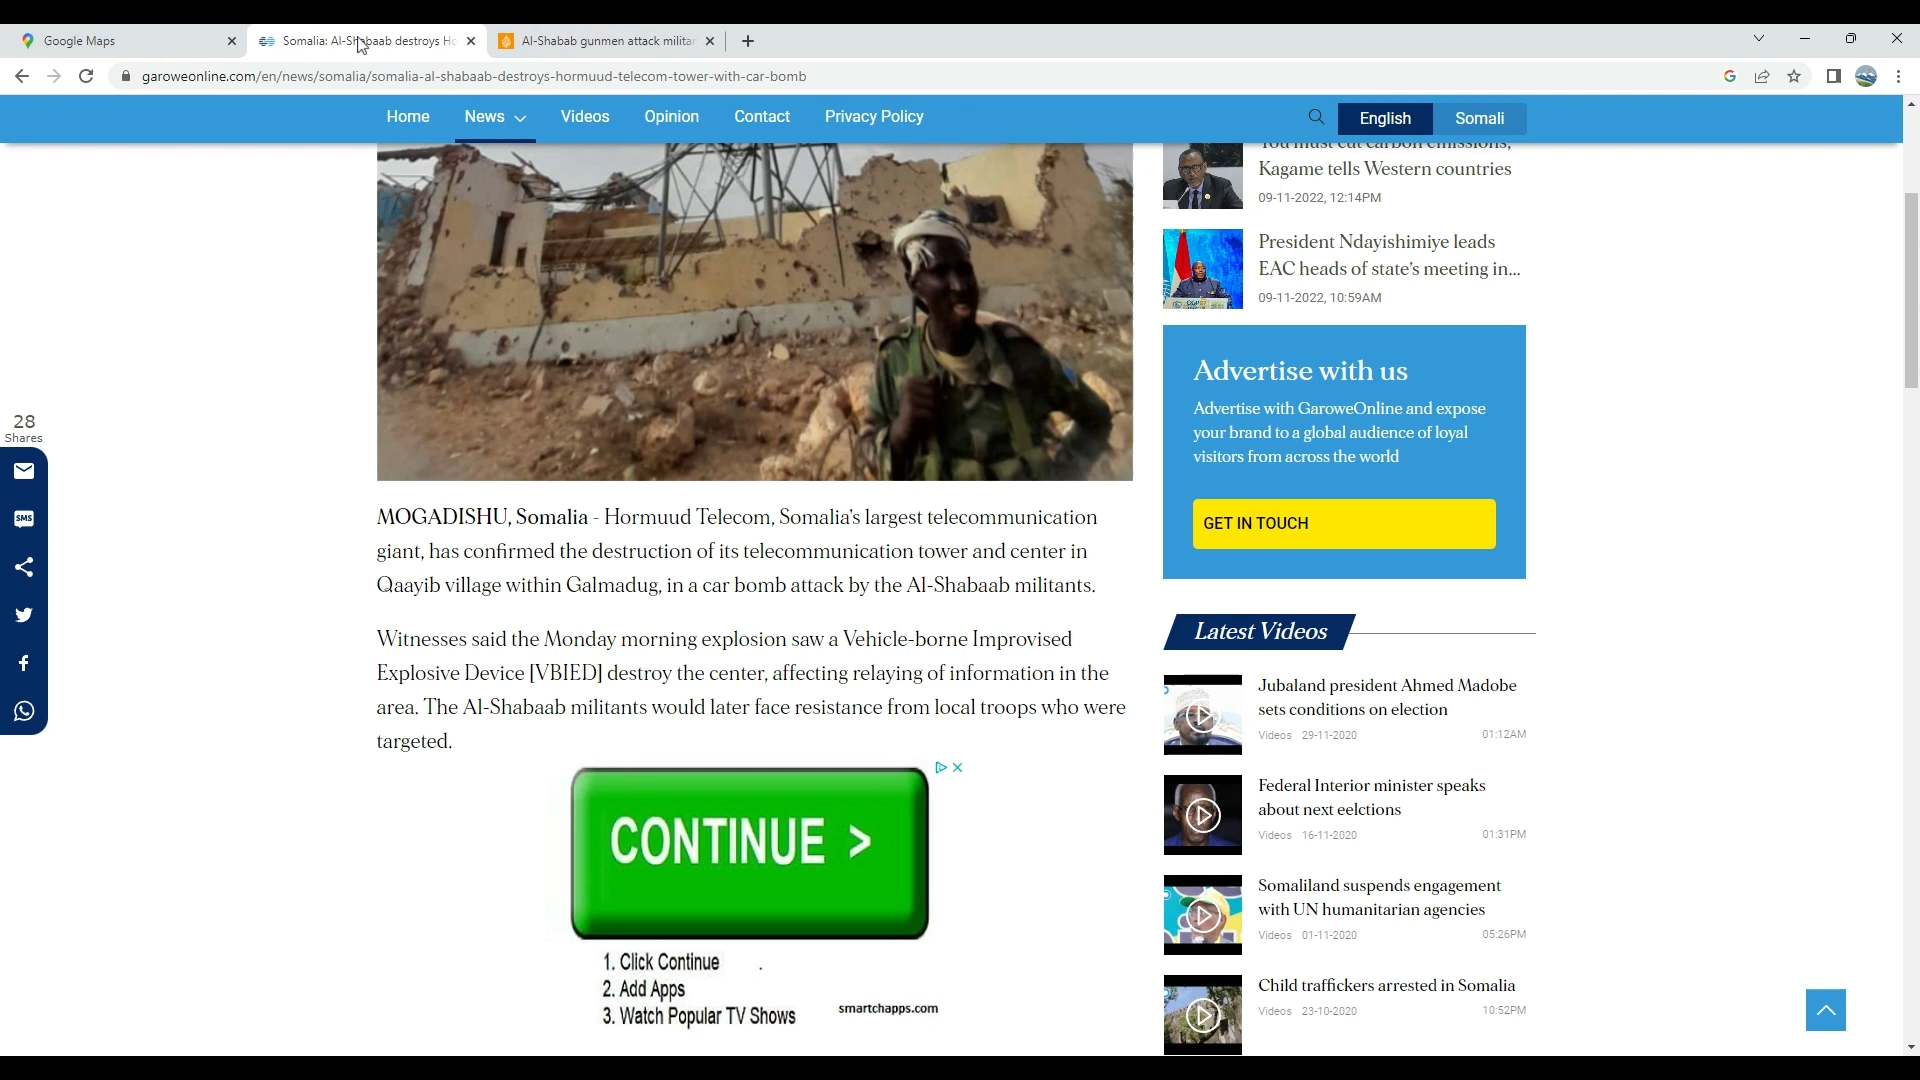 Google Maps
Somalia: Al-Shabaab destroys Ho
Al-Shabab gunmen attack militar
garoweonline.com/en/news/somalia/somalia-al-shabaab-destroys-hormuud-telecom-tower-with-car-bomb
Home News Videos Opinion Contact Privacy Policy English Somali
You must cut carbon emissions,
Kagame tells Western countries
09-11-2022, 12:14PM
President Ndayishimiye leads
EAC heads of state's meeting in...
09-11-2022, 10:59AM
Advertise with us
Advertise with GaroweOnline and expose
your brand to a global audience of loyal
visitors from across the world
GET IN TOUCH
28
Shares
SMS
MOGADISHU, Somalia - Hormuud Telecom, Somalia's largest telecommunication
giant, has confirmed the destruction of its telecommunication tower and center in
Qaayib village within Galmadug, in a car bomb attack by the Al-Shabaab militants.
Witnesses said the Monday morning explosion saw a Vehicle-borne Improvised
Explosive Device [VBIED] destroy the center, affecting relaying of information in the
area. The Al-Shabaab militants would later face resistance from local troops who were
targeted.
CONTINUE >
1. Click Continue .
2. Add Apps
3. Watch Popular TV Shows
smartchapps.com
Latest Videos
Jubaland president Ahmed Madobe
sets conditions on election
Videos 29-11-2020 01:12AM
Federal Interior minister speaks
about next eelctions
Videos 16-11-2020 01:31PM
Somaliland suspends engagement
with UN humanitarian agencies
Videos 01-11-2020 05:26PM
Child traffickers arrested in Somalia
Videos 23-10-2020 10:52PM